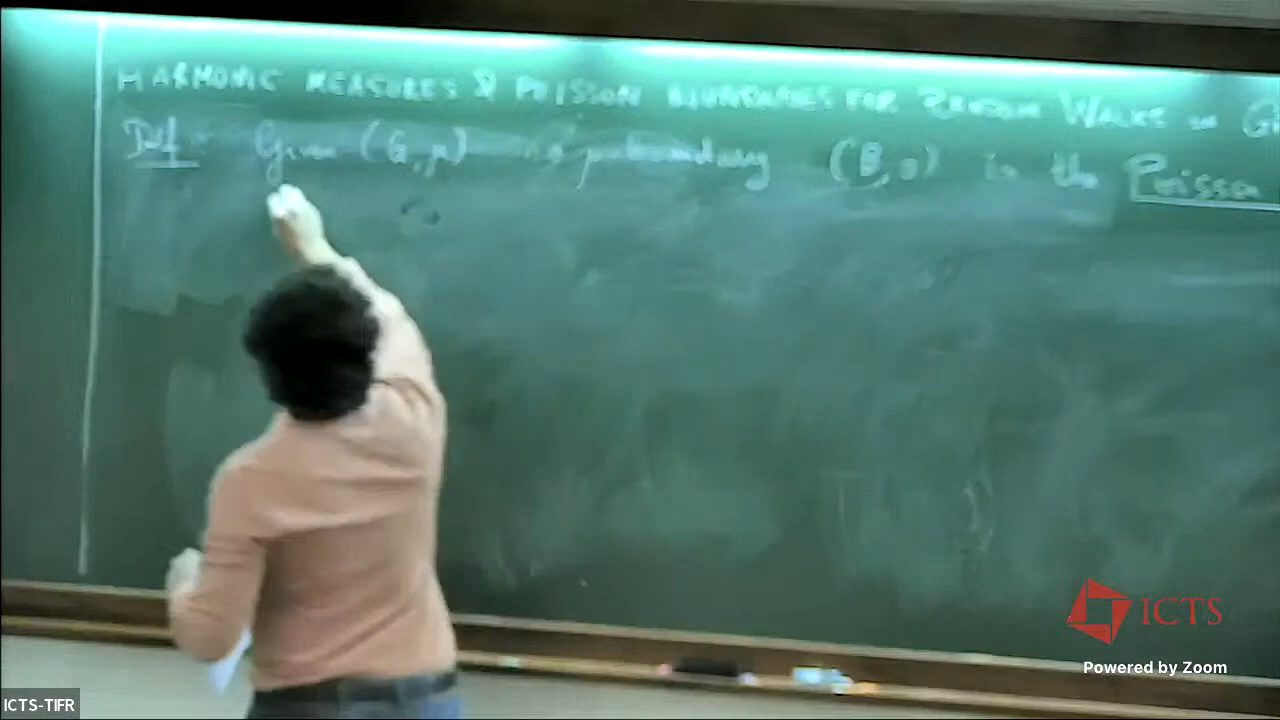 HARMONIC MEASURES & POISSON BOUNDARIES FOR RANDOM WALKS ON G
Def: Given (G, μ) a μ-boundary (B, ν) is the Poisson
ICTS
Powered by Zoom
ICTS-TIFR